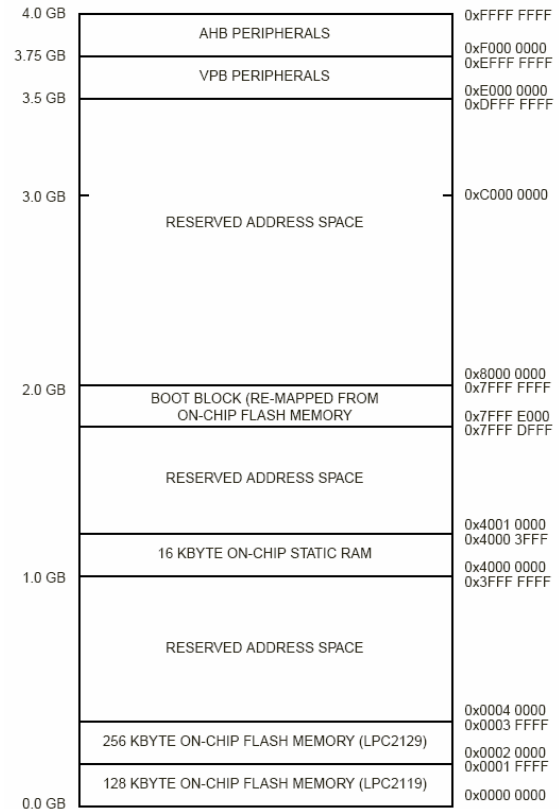 4.0 GB
0xFFFF FFFF
AHB PERIPHERALS
3.75 GB
0xF000 0000
0xEFFF FFFF
VPB PERIPHERALS
3.5 GB
0xE000 0000
0xDFFF FFFF
3.0 GB
0xC000 0000
RESERVED ADDRESS SPACE
2.0 GB
0x8000 0000
0x7FFF FFFF
BOOT BLOCK (RE-MAPPED FROM
ON-CHIP FLASH MEMORY
0x7FFF E000
0x7FFF DFFF
RESERVED ADDRESS SPACE
0x4001 0000
0x4000 3FFF
16 KBYTE ON-CHIP STATIC RAM
1.0 GB
0x4000 0000
0x3FFF FFFF
RESERVED ADDRESS SPACE
0x0004 0000
0x0003 FFFF
256 KBYTE ON-CHIP FLASH MEMORY (LPC2129)
0x0002 0000
0x0001 FFFF
128 KBYTE ON-CHIP FLASH MEMORY (LPC2119)
0.0 GB
0x0000 0000